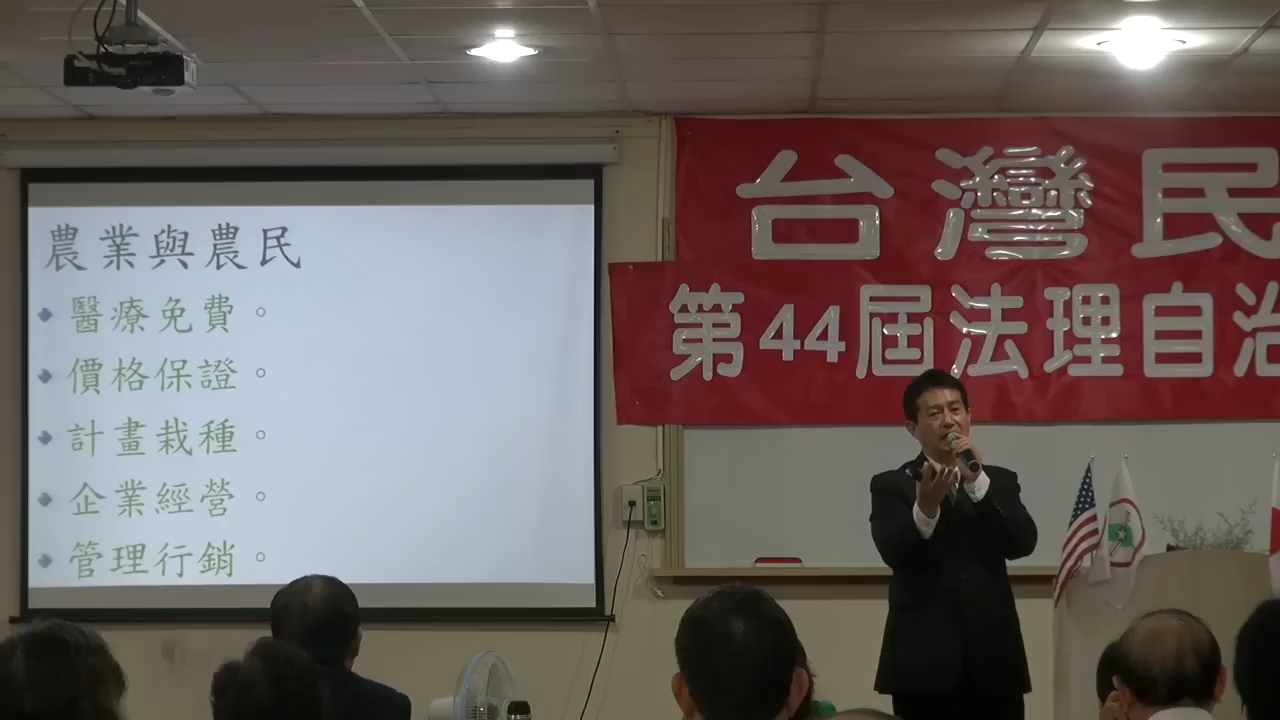 農業與農民
醫療免費。
價格保證。
計畫栽種。
企業經營。
管理行銷。
台灣民
第44屆法理自治